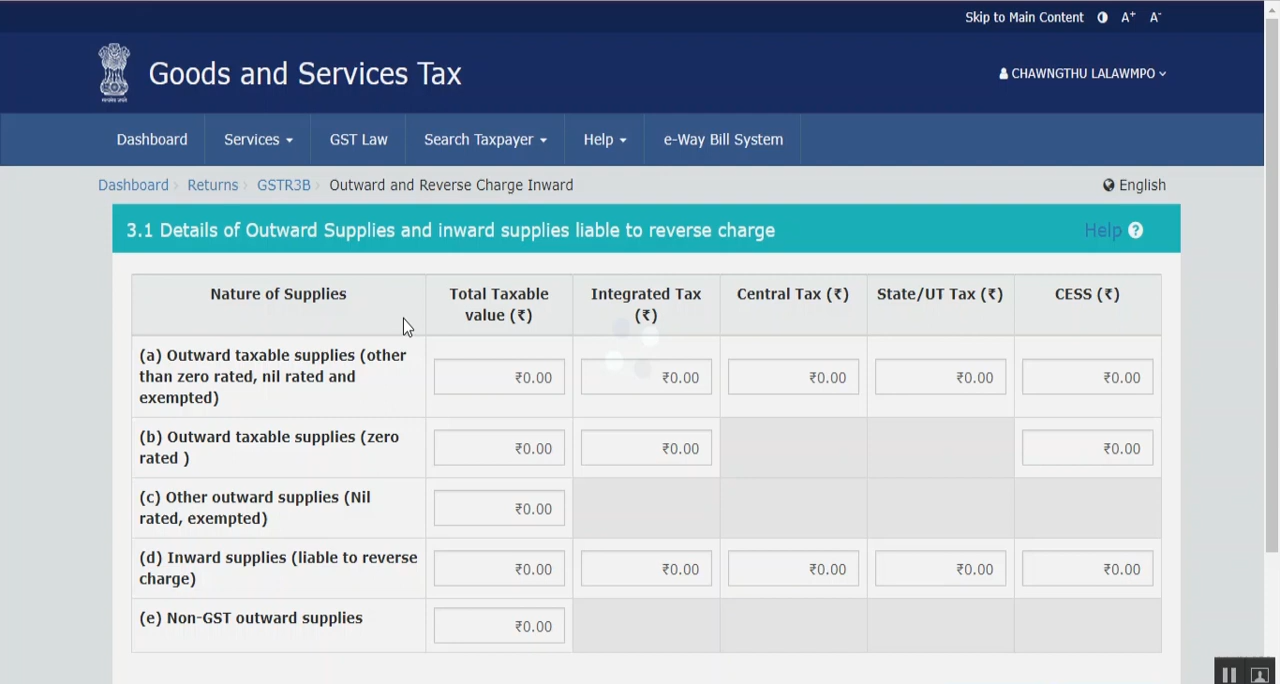 Skip to Main Content A+ A-
Goods and Services Tax
CHAWNGTHU LALAWMPO
Dashboard Services GST Law Search Taxpayer Help e-Way Bill System
Dashboard › Returns › GSTR3B › Outward and Reverse Charge Inward English
3.1 Details of Outward Supplies and inward supplies liable to reverse charge Help ?
Nature of Supplies Total Taxable Integrated Tax Central Tax (₹) State/UT Tax (₹) CESS (₹)
value (₹) (₹)
(a) Outward taxable supplies (other
than zero rated, nil rated and ₹0.00 ₹0.00 ₹0.00 ₹0.00 ₹0.00
exempted)
(b) Outward taxable supplies (zero
rated ) ₹0.00 ₹0.00 ₹0.00
(c) Other outward supplies (Nil
rated, exempted) ₹0.00
(d) Inward supplies (liable to reverse
charge) ₹0.00 ₹0.00 ₹0.00 ₹0.00 ₹0.00
(e) Non-GST outward supplies ₹0.00